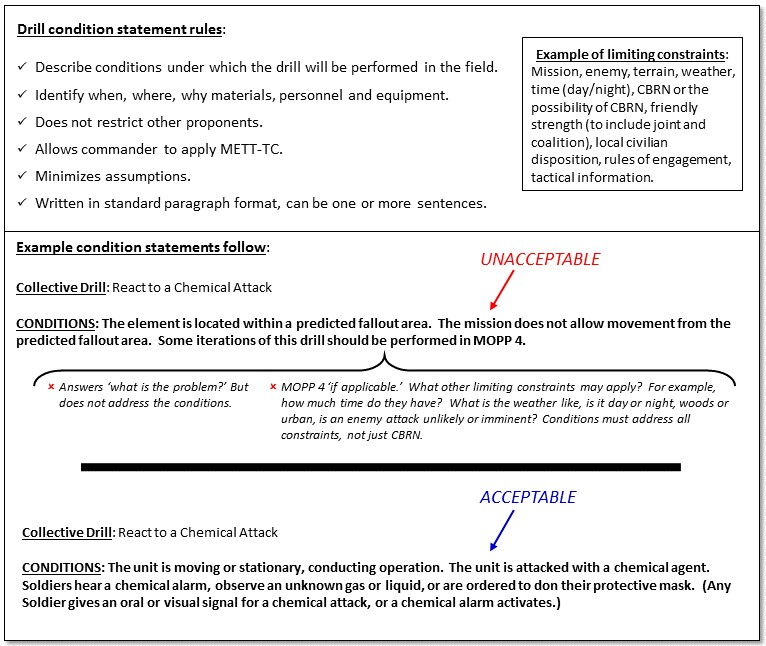 Drill condition statement rules:
✓ Describe conditions under which the drill will be performed in the field.
✓ Identify when, where, why materials, personnel and equipment.
✓ Does not restrict other proponents.
✓ Allows commander to apply METT-TC.
✓ Minimizes assumptions.
✓ Written in standard paragraph format, can be one or more sentences.
Example of limiting constraints:
Mission, enemy, terrain, weather,
time (day/night), CBRN or the
possibility of CBRN, friendly
strength (to include joint and
coalition), local civilian
disposition, rules of engagement,
tactical information.
Example condition statements follow:
UNACCEPTABLE
Collective Drill: React to a Chemical Attack
CONDITIONS: The element is located within a predicted fallout area. The mission does not allow movement from the
predicted fallout area. Some iterations of this drill should be performed in MOPP 4.
× Answers ‘what is the problem?’ But
does not address the conditions.
× MOPP 4 ‘if applicable.’ What other limiting constraints may apply? For example,
how much time do they have? What is the weather like, is it day or night, woods or
urban, is an enemy attack unlikely or imminent? Conditions must address all
constraints, not just CBRN.
ACCEPTABLE
Collective Drill: React to a Chemical Attack
CONDITIONS: The unit is moving or stationary, conducting operation. The unit is attacked with a chemical agent.
Soldiers hear a chemical alarm, observe an unknown gas or liquid, or are ordered to don their protective mask. (Any
Soldier gives an oral or visual signal for a chemical attack, or a chemical alarm activates.)